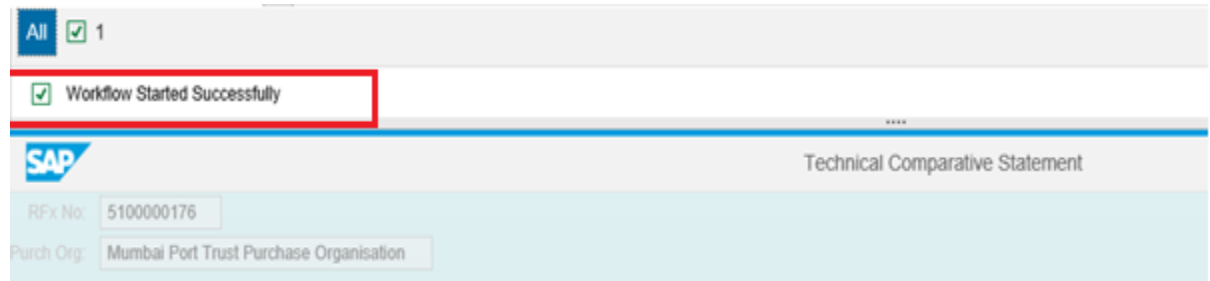 All 1
Workflow Started Successfully
SAP Technical Comparative Statement
RFx No: 5100000176
Purch Org: Mumbai Port Trust Purchase Organisation